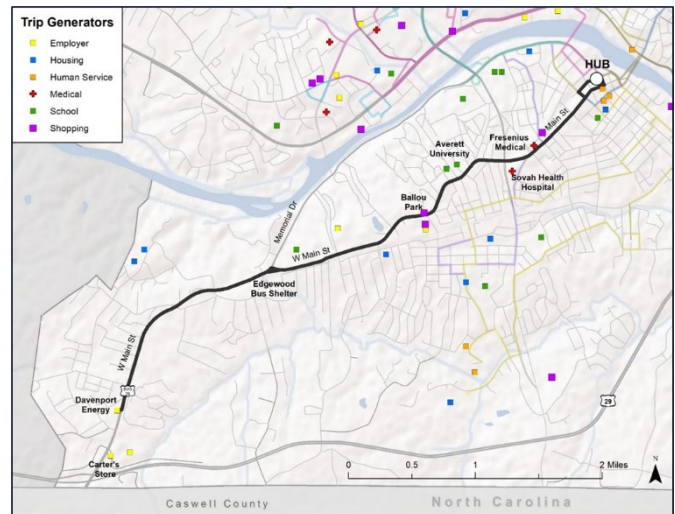 Trip Generators
Employer
Housing
Human Service
Medical
School
Shopping
HUB
Main St
Fresenius
Medical
Averett
University
Sovah Health
Hospital
Ballou
Park
Memorial Dr
W Main St
Edgewood
Bus Shelter
W Main St
Davenport
Energy
29
Carter's
Store
0
0.5
1
2 Miles
N
Caswell County
North Carolina